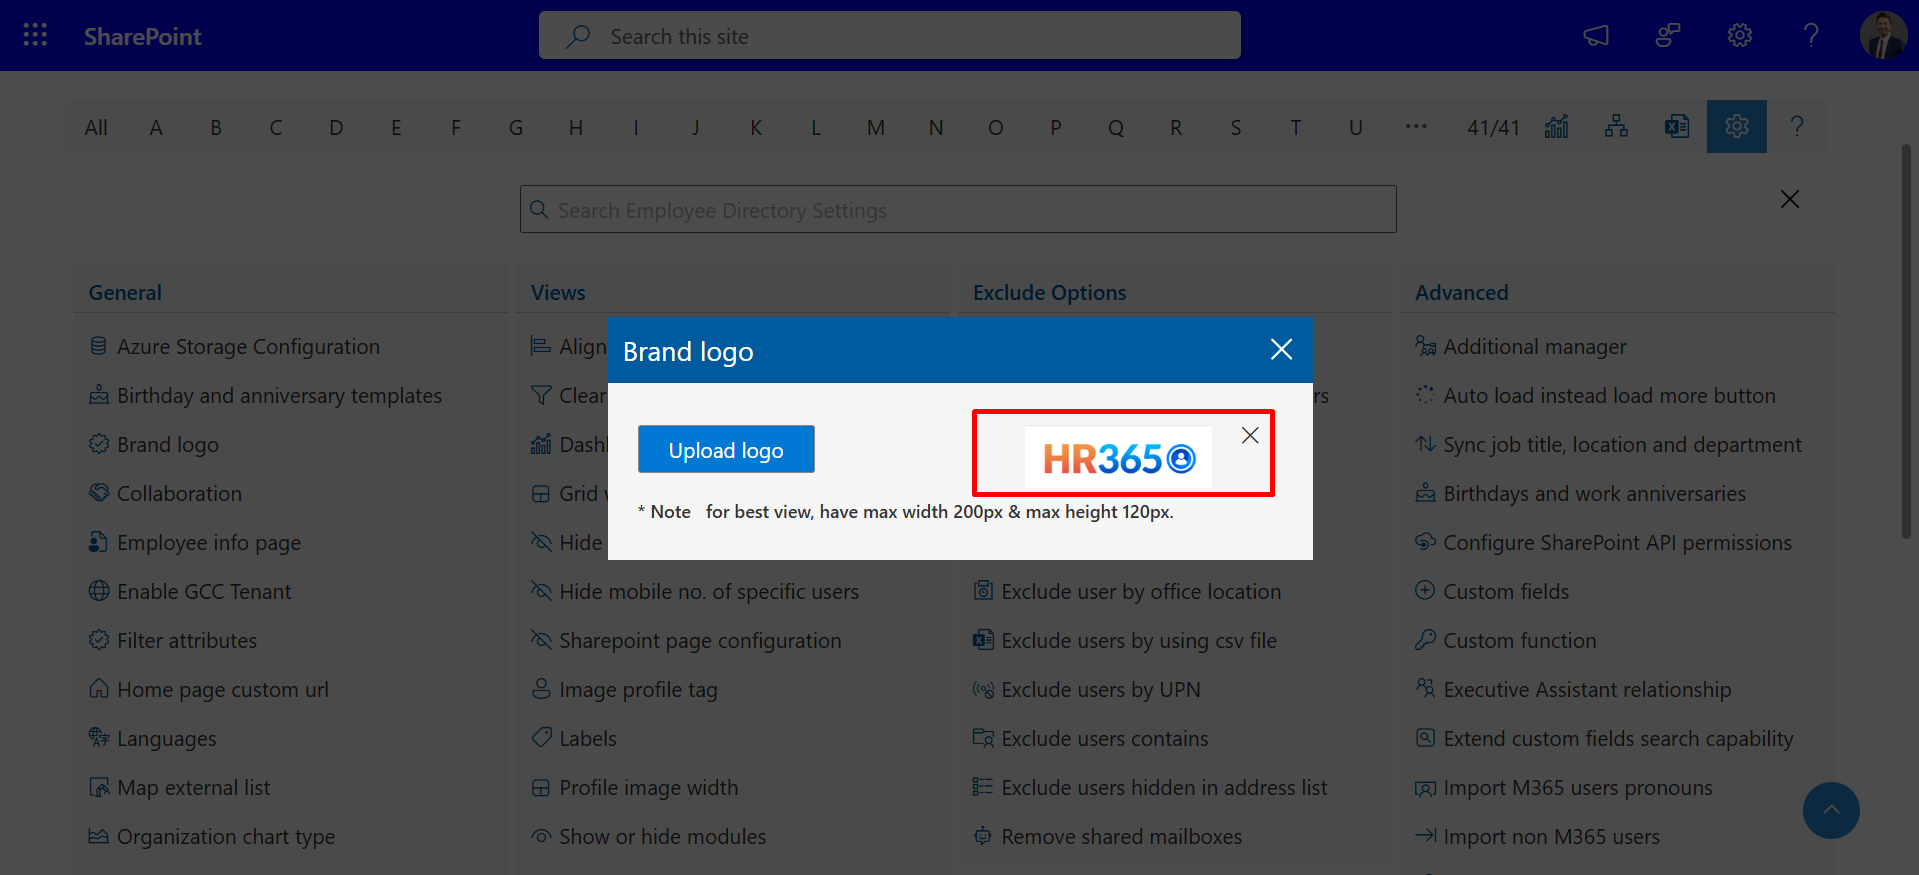 SharePoint
Search this site
All A B C D E F G H I J K L M N O P Q R S T U ··· 41/41
Search Employee Directory Settings
General
Azure Storage Configuration
Birthday and anniversary templates
Brand logo
Collaboration
Employee info page
Enable GCC Tenant
Filter attributes
Home page custom url
Languages
Map external list
Organization chart type
Views
Align
Clear
Dash
Grid
Hide
Hide mobile no. of specific users
Sharepoint page configuration
Image profile tag
Labels
Profile image width
Show or hide modules
Exclude Options
rs
Exclude user by office location
Exclude users by using csv file
Exclude users by UPN
Exclude users contains
Exclude users hidden in address list
Remove shared mailboxes
Advanced
Additional manager
Auto load instead load more button
Sync job title, location and department
Birthdays and work anniversaries
Configure SharePoint API permissions
Custom fields
Custom function
Executive Assistant relationship
Extend custom fields search capability
Import M365 users pronouns
Import non M365 users
Brand logo
Upload logo
HR365
* Note for best view, have max width 200px & max height 120px.